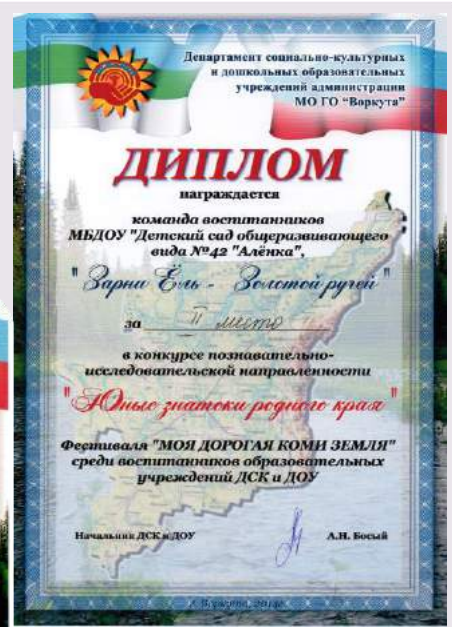 Департамент социально-культурных
и дошкольных образовательных
учреждений администрации
МО ГО "Воркута"
ДИПЛОМ
награждается
команда воспитанников
МБДОУ "Детский сад общеразвивающего
вида №42 "Алёнка",
"Зарни Ёль - Золотой ручей"
за II место
в конкурсе познавательно-
исследовательской направленности
"Юные знатоки родного края"
Фестиваля "МОЯ ДОРОГАЯ КОМИ ЗЕМЛЯ"
среди воспитанников образовательных
учреждений ДСК и ДОУ
Начальник ДСК и ДОУ
А.Н. Босый
г. Воркута,